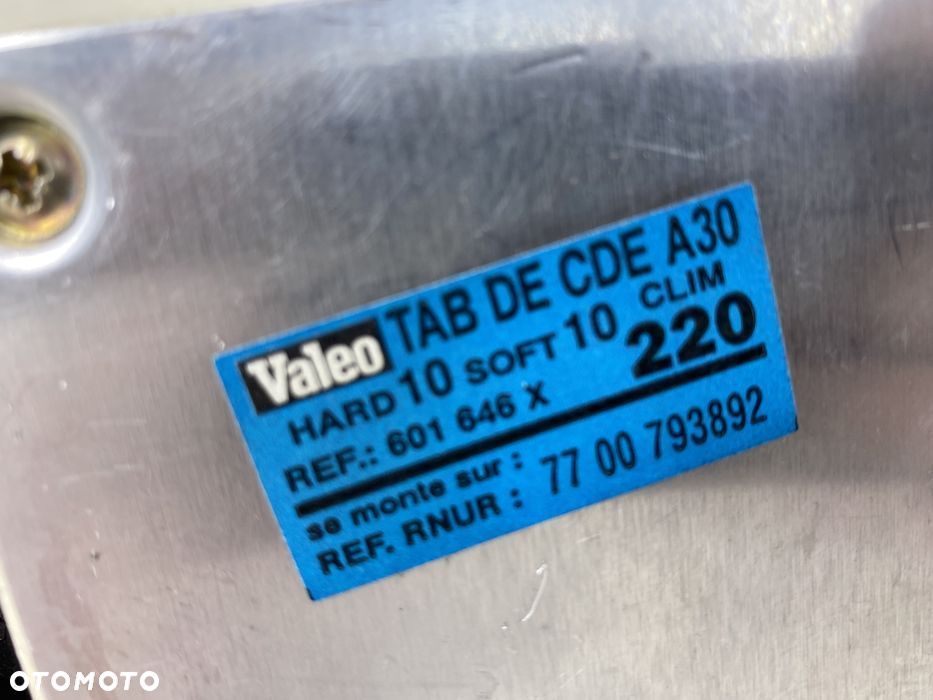 Valeo TAB DE CDE A30
HARD 10 SOFT 10 CLIM
REF.: 601 646 X 220
se monte sur :
REF. RNUR : 77 00 793892
OTOMOTO